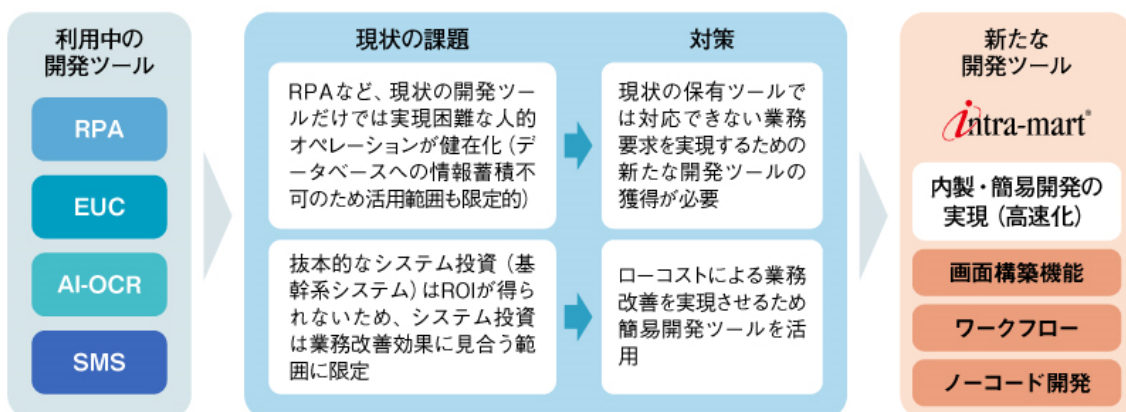 利用中の
開発ツール
RPA
EUC
AI-OCR
SMS
現状の課題
RPAなど、現状の開発ツー
ルだけでは実現困難な人的
オペレーションが健在化（デ
ータベースへの情報蓄積不
可のため活用範囲も限定的）
抜本的なシステム投資（基
幹系システム）はROIが得ら
れないため、システム投資
は業務改善効果に見合う範
囲に限定
対策
現状の保有ツールで
は対応できない業務
要求を実現するための
新たな開発ツールの
獲得が必要
ローコストによる業務
改善を実現させるため
簡易開発ツールを活
用
新たな
開発ツール
intra-mart®
内製・簡易開発の
実現（高速化）
画面構築機能
ワークフロー
ノーコード開発